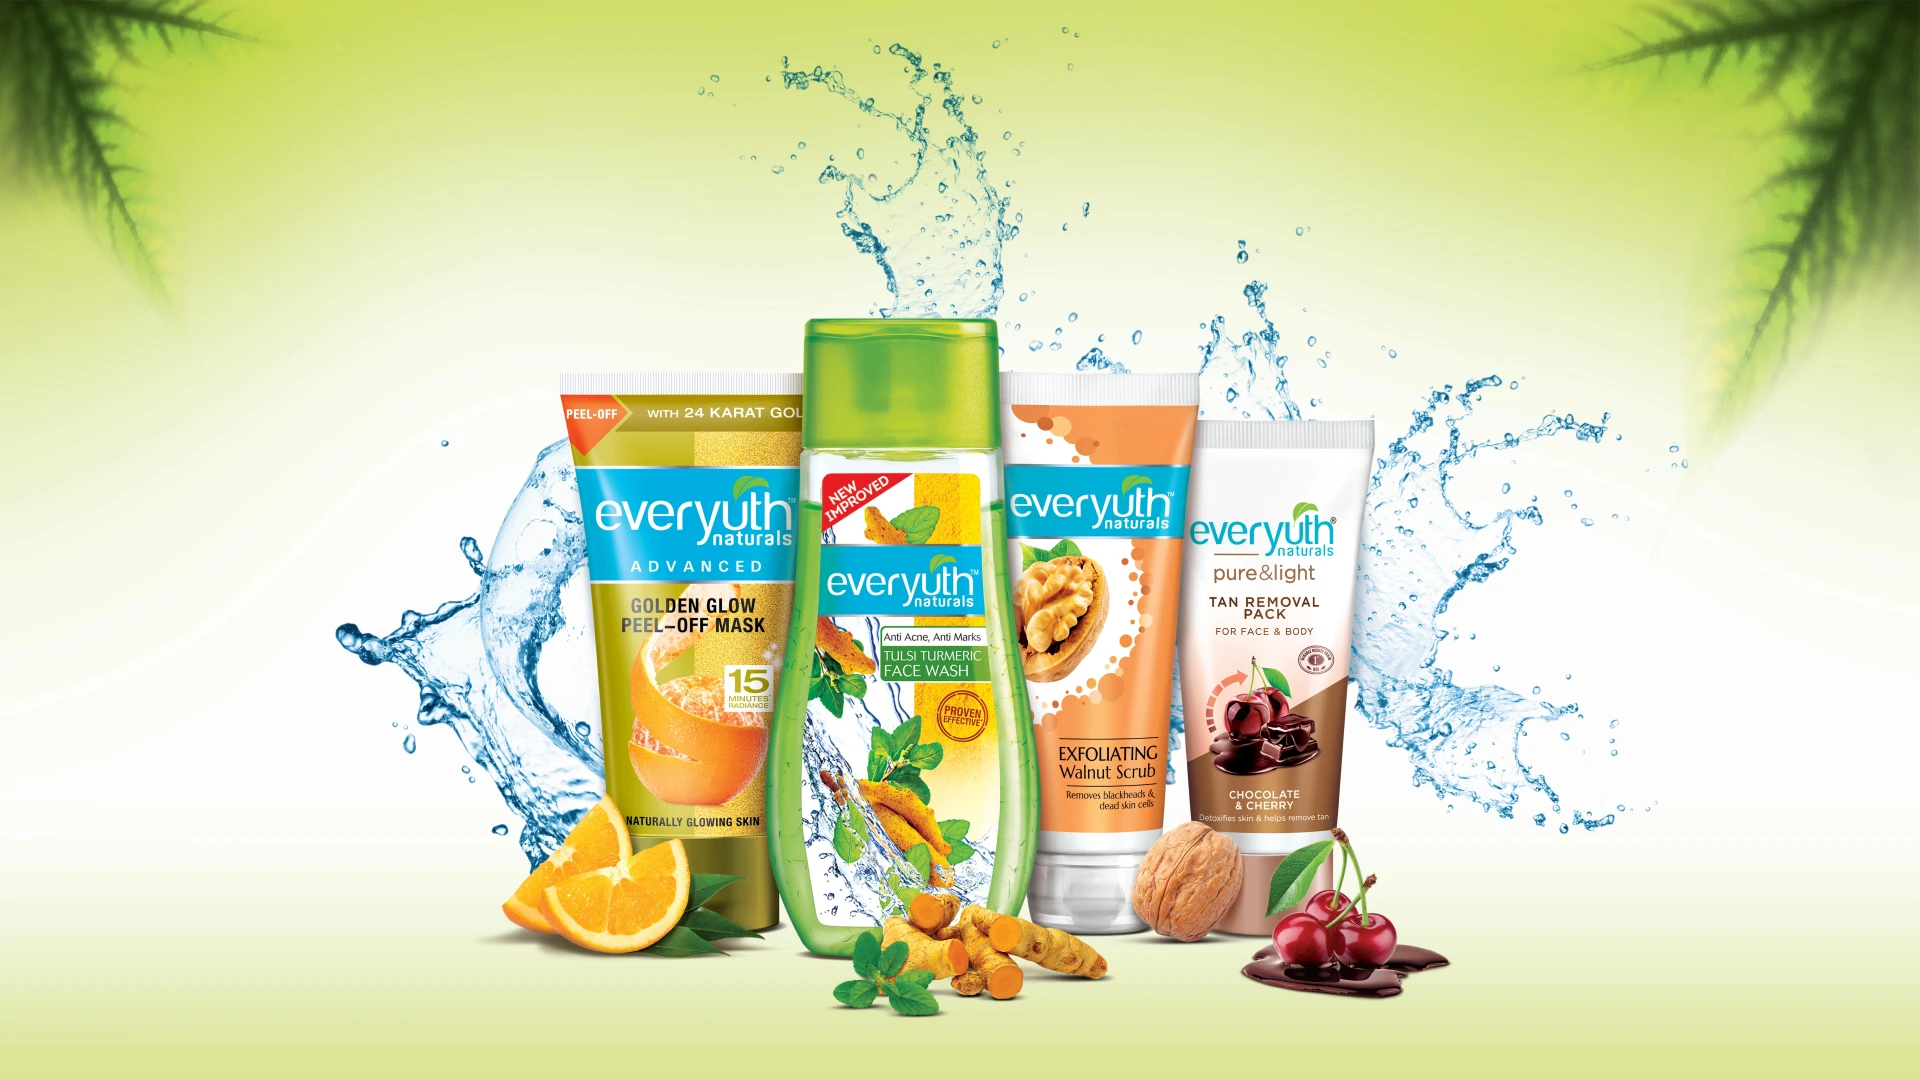 PEEL-OFF
WITH 24 KARAT GOL
everyuth™
naturals
ADVANCED
GOLDEN GLOW
PEEL-OFF MASK
15
MINUTES*
RADIANCE
NATURALLY GLOWING SKIN
NEW
IMPROVED
everyuth™
naturals
Anti Acne, Anti Marks
TULSI TURMERIC
FACE WASH
PROVEN
EFFECTIVE*
everyuth™
naturals
EXFOLIATING
Walnut Scrub
Removes blackheads &
dead skin cells
everyuth®
naturals
pure&light
TAN REMOVAL
PACK
FOR FACE & BODY
CHOCOLATE
& CHERRY
Detoxifies skin & helps remove tan